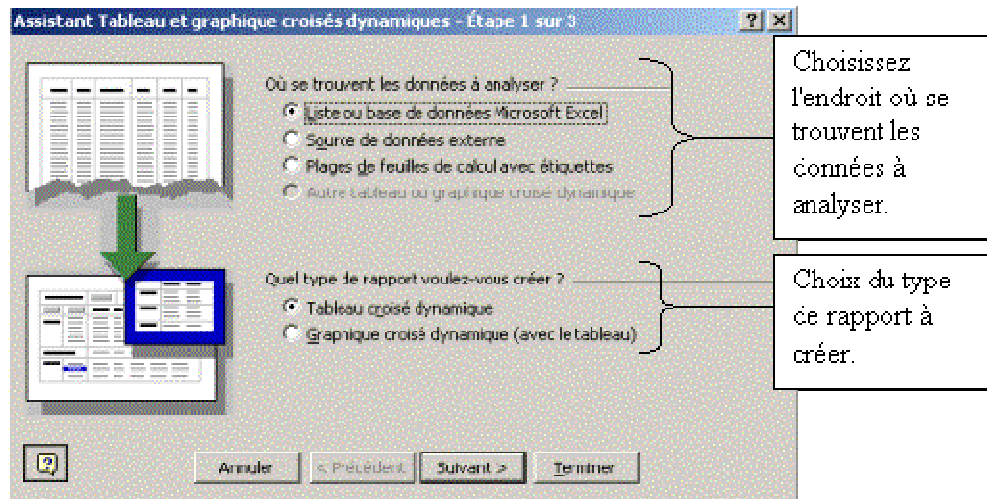 Assistant Tableau et graphique croisés dynamiques - Étape 1 sur 3
Où se trouvent les données à analyser ?
Liste ou base de données Microsoft Excel
Source de données externe
Plages de feuilles de calcul avec étiquettes
Autre tableau ou graphique croisé dynamique
Choisissez
l'endroit où se
trouvent les
données à
analyser.
Quel type de rapport voulez-vous créer ?
Tableau croisé dynamique
Graphique croisé dynamique (avec le tableau)
Choix du type
de rapport à
créer.
Annuler
< Précédent
Suivant >
Terminer